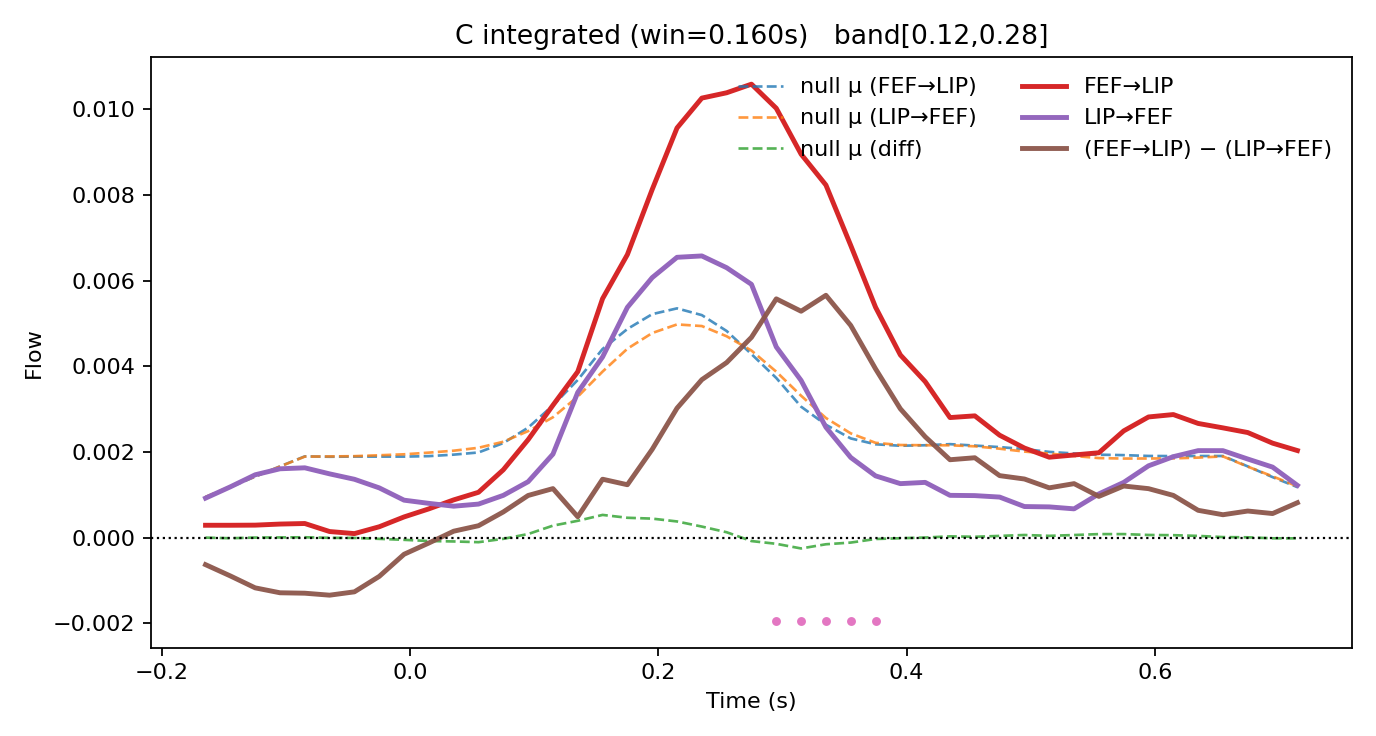 C integrated (win=0.160s) band[0.12,0.28]
null μ (FEF→LIP)
null μ (LIP→FEF)
null μ (diff)
FEF→LIP
LIP→FEF
(FEF→LIP) − (LIP→FEF)
Flow
0.010
0.008
0.006
0.004
0.002
0.000
−0.002
−0.2
0.0
0.2
0.4
0.6
Time (s)